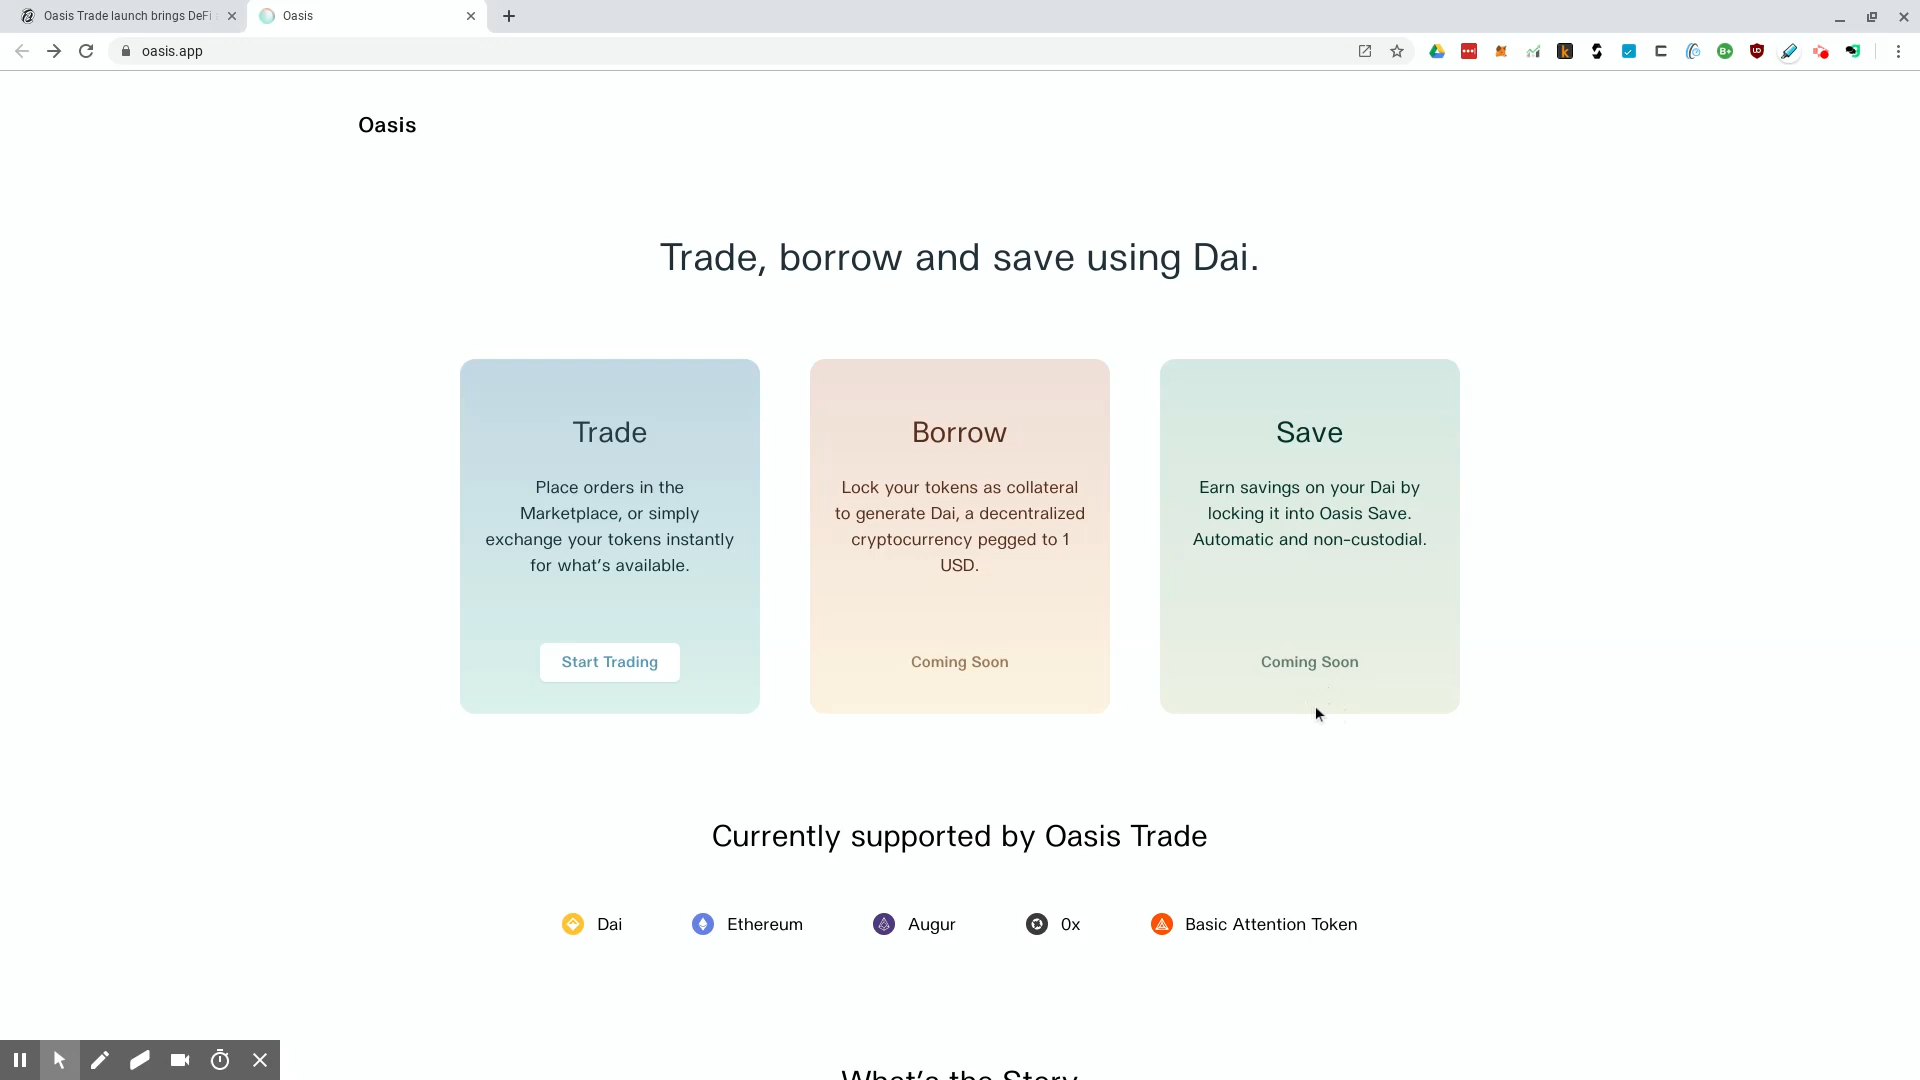 Oasis Trade launch brings DeFi
Oasis
oasis.app
Oasis
Trade, borrow and save using Dai.
Trade
Place orders in the
Marketplace, or simply
exchange your tokens instantly
for what's available.
Start Trading
Borrow
Lock your tokens as collateral
to generate Dai, a decentralized
cryptocurrency pegged to 1
USD.
Coming Soon
Save
Earn savings on your Dai by
locking it into Oasis Save.
Automatic and non-custodial.
Coming Soon
Currently supported by Oasis Trade
Dai
Ethereum
Augur
0x
Basic Attention Token
What's the Story